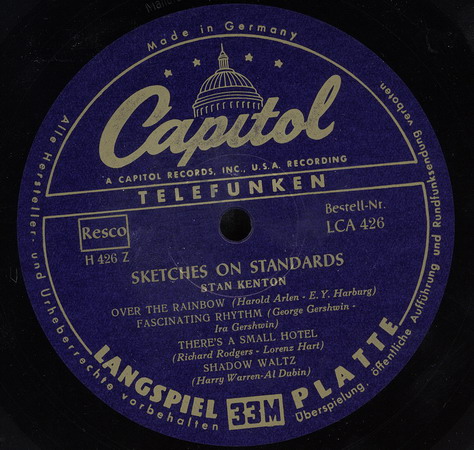 Made in Germany
Capitol
A CAPITOL RECORDS, INC., U.S.A. RECORDING
TELEFUNKEN
Resco
H 426 Z
Bestell-Nr.
LCA 426
SKETCHES ON STANDARDS
STAN KENTON
OVER THE RAINBOW (Harold Arlen - E. Y. Harburg)
FASCINATING RHYTHM (George Gershwin -
Ira Gershwin)
THERE'S A SMALL HOTEL
(Richard Rodgers - Lorenz Hart)
SHADOW WALTZ
(Harry Warren-Al Dubin)
LANGSPIEL 33M PLATTE
Alle Hersteller- und Urheberrechte vorbehalten
Überspielung, öffentliche Aufführung und Rundfunksendung verboten